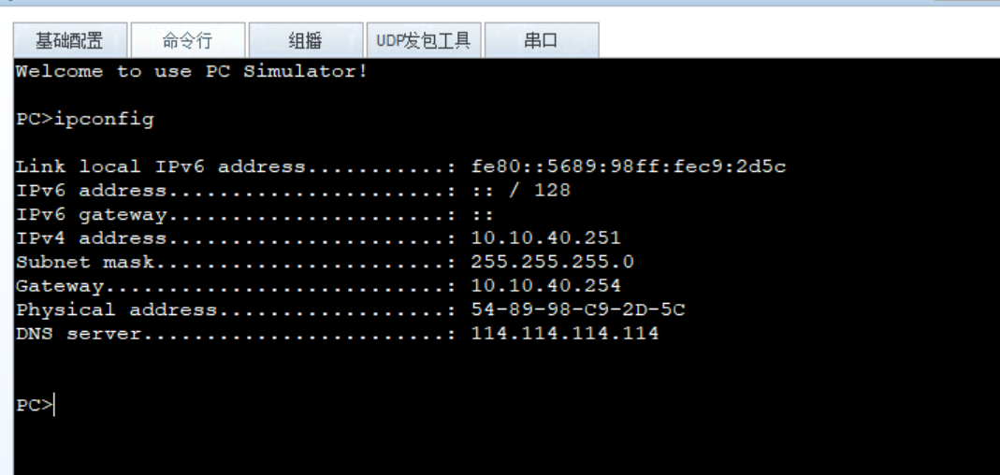 基础配置 命令行 组播 UDP发包工具 串口
Welcome to use PC Simulator!
PC>ipconfig
Link local IPv6 address...........: fe80::5689:98ff:fec9:2d5c
IPv6 address......................: :: / 128
IPv6 gateway......................: ::
IPv4 address......................: 10.10.40.251
Subnet mask.......................: 255.255.255.0
Gateway...........................: 10.10.40.254
Physical address..................: 54-89-98-C9-2D-5C
DNS server........................: 114.114.114.114
PC>